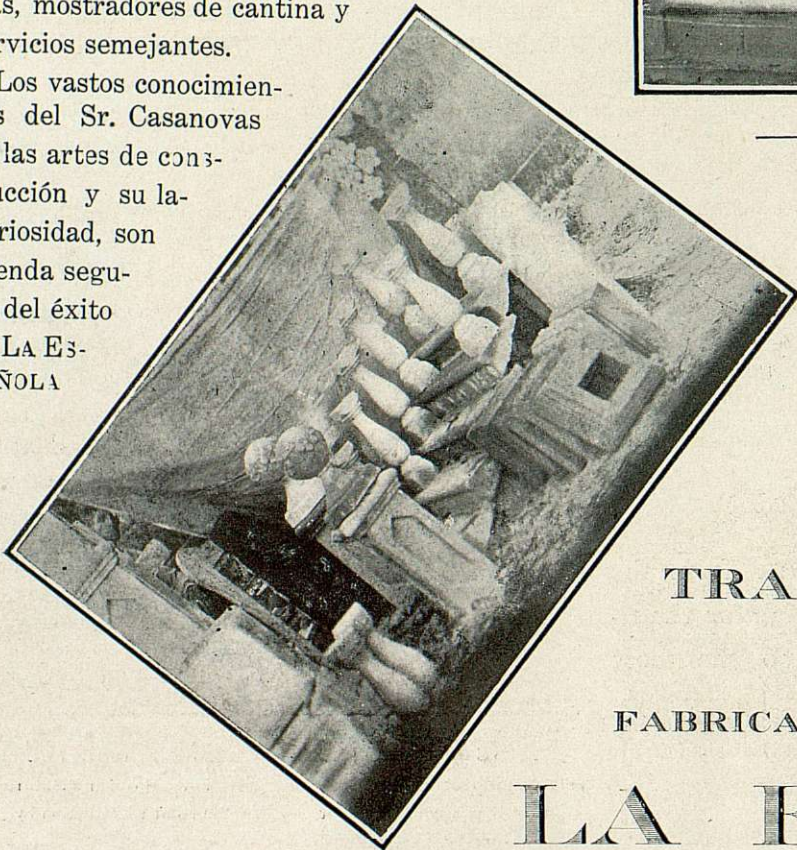 s, mostradores de cantina y
rvicios semejantes.
Los vastos conocimien-
s del Sr. Casanovas
las artes de cons-
ucción y su la-
riosidad, son
enda segu-
del éxito
LA ES-
ÑOLA
TRA
FABRICA
LA E